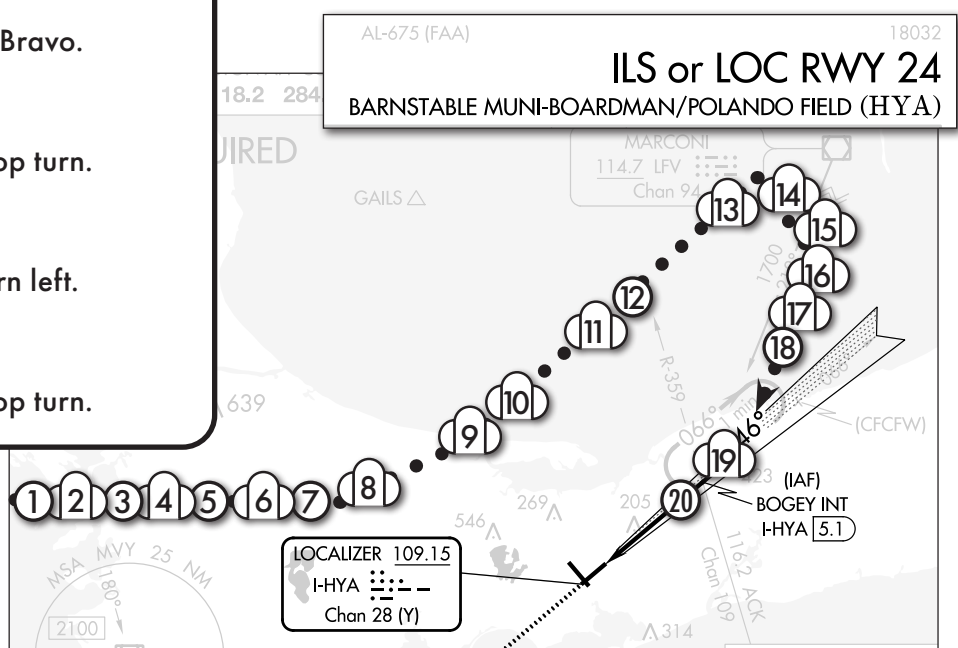 Bravo.
op turn.
rn left.
op turn.
AL-675 (FAA)
18032
ILS or LOC RWY 24
BARNSTABLE MUNI-BOARDMAN/POLANDO FIELD (HYA)
18.2 284.
UIRED
MARCONI
114.7 LFV
Chan 94
GAILS
1700
R-359
066°
1 min
46°
(CFCFW)
639
1
2
3
4
5
6
7
8
9
10
11
12
13
14
15
16
17
18
19
20
(IAF)
BOGEY INT
I-HYA 5.1
546
269
205
LOCALIZER 109.15
I-HYA
Chan 28 (Y)
116.2 ACK
Chan 109
314
MSA MVY 25 NM
180°
2100